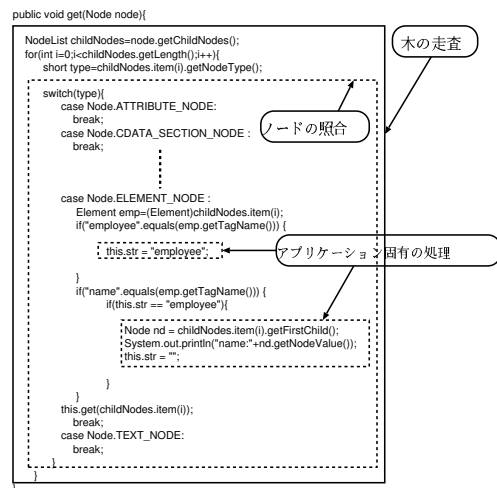 public void get(Node node){
NodeList childNodes=node.getChildNodes();
for(int i=0;i<childNodes.getLength();i++){
short type=childNodes.item(i).getNodeType();
木の走査
switch(type){
case Node.ATTRIBUTE_NODE:
break;
case Node.CDATA_SECTION_NODE :
break;
ノードの照合
case Node.ELEMENT_NODE :
Element emp=(Element)childNodes.item(i);
if("employee".equals(emp.getTagName())) {
this.str = "employee";
アプリケーション固有の処理
}
if("name".equals(emp.getTagName())) {
if(this.str == "employee"){
Node nd = childNodes.item(i).getFirstChild();
System.out.println("name:"+nd.getNodeValue());
this.str = "";
}
}
this.get(childNodes.item(i));
break;
case Node.TEXT_NODE:
break;
}
}
}